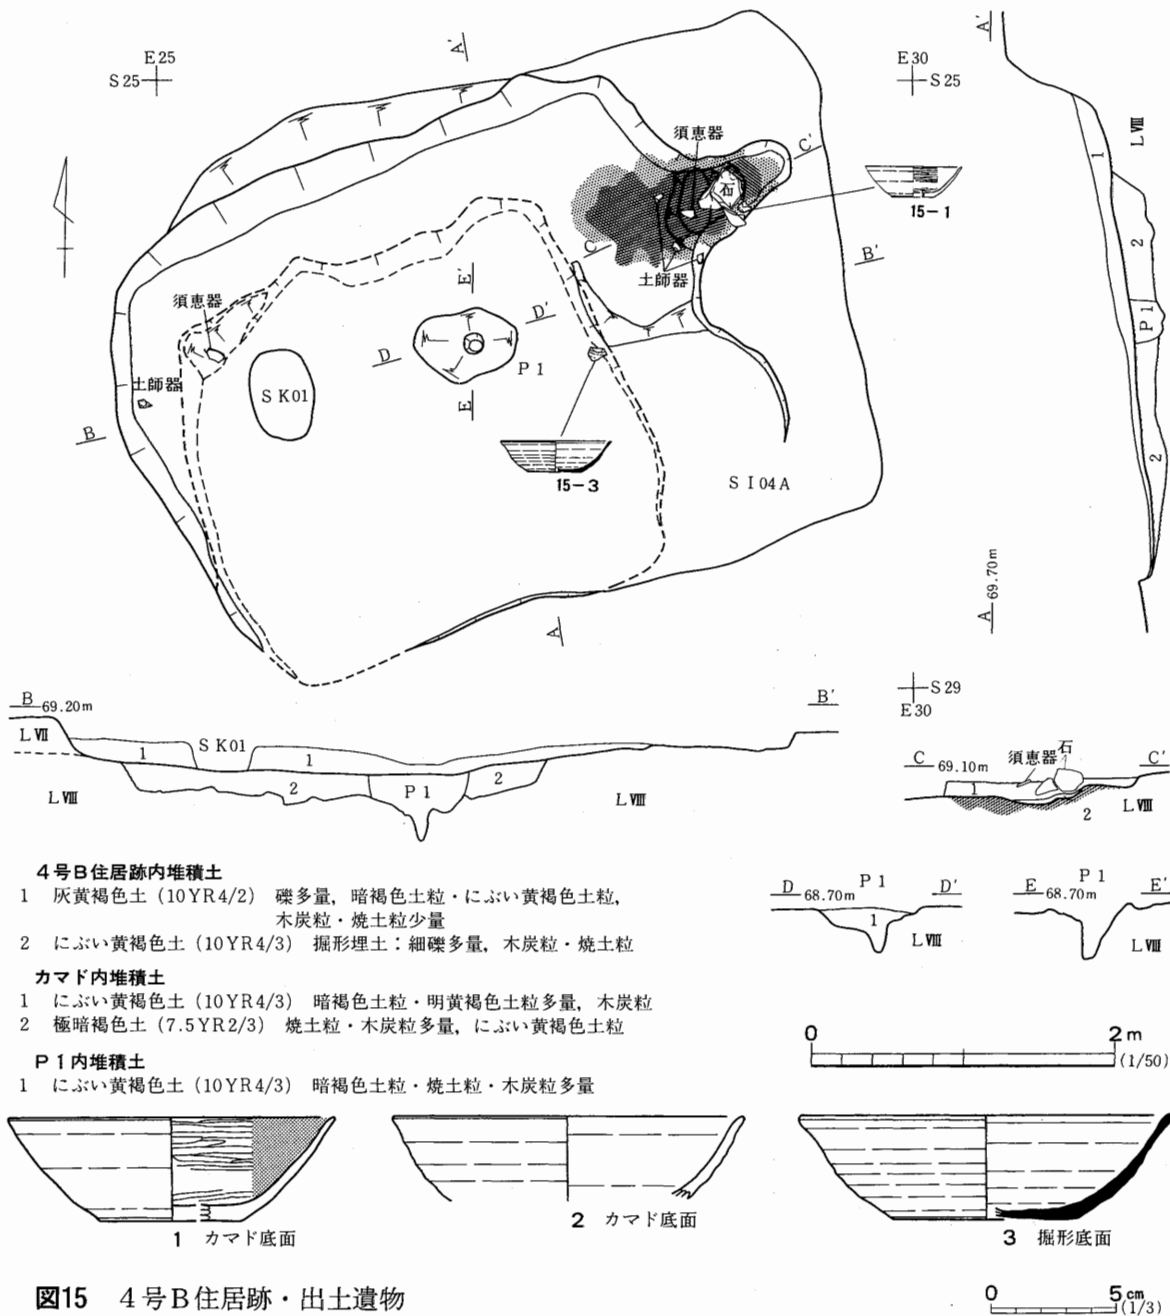 A′
A′
E25
S25
E30
S25
須恵器
C′
LⅧ
石
1
15-1
C
B′
2
土師器
E′
須恵器
D′
P1
D
P1
土師器
SK01
B
E
2
15-3
SI04A
A 69.70m
A
S29
E30
B 69.20m
B′
LⅦ
SK01
1
1
2
P1
2
LⅧ
LⅧ
石
須恵器
C 69.10m
C′
1
LⅧ
2
4号B住居跡内堆積土
1 灰黄褐色土(10YR4/2) 礫多量,暗褐色土粒・にぶい黄褐色土粒,
木炭粒・焼土粒少量
2 にぶい黄褐色土(10YR4/3) 掘形埋土:細礫多量,木炭粒・焼土粒
カマド内堆積土
1 にぶい黄褐色土(10YR4/3) 暗褐色土粒・明黄褐色土粒多量,木炭粒
2 極暗褐色土(7.5YR2/3) 焼土粒・木炭粒多量,にぶい黄褐色土粒
P1内堆積土
1 にぶい黄褐色土(10YR4/3) 暗褐色土粒・焼土粒・木炭粒多量
D 68.70m P1 D′
1
LⅧ
E 68.70m P1 E′
LⅧ
0 2m
(1/50)
1 カマド底面
2 カマド底面
3 掘形底面
図15 4号B住居跡・出土遺物
0 5cm
(1/3)